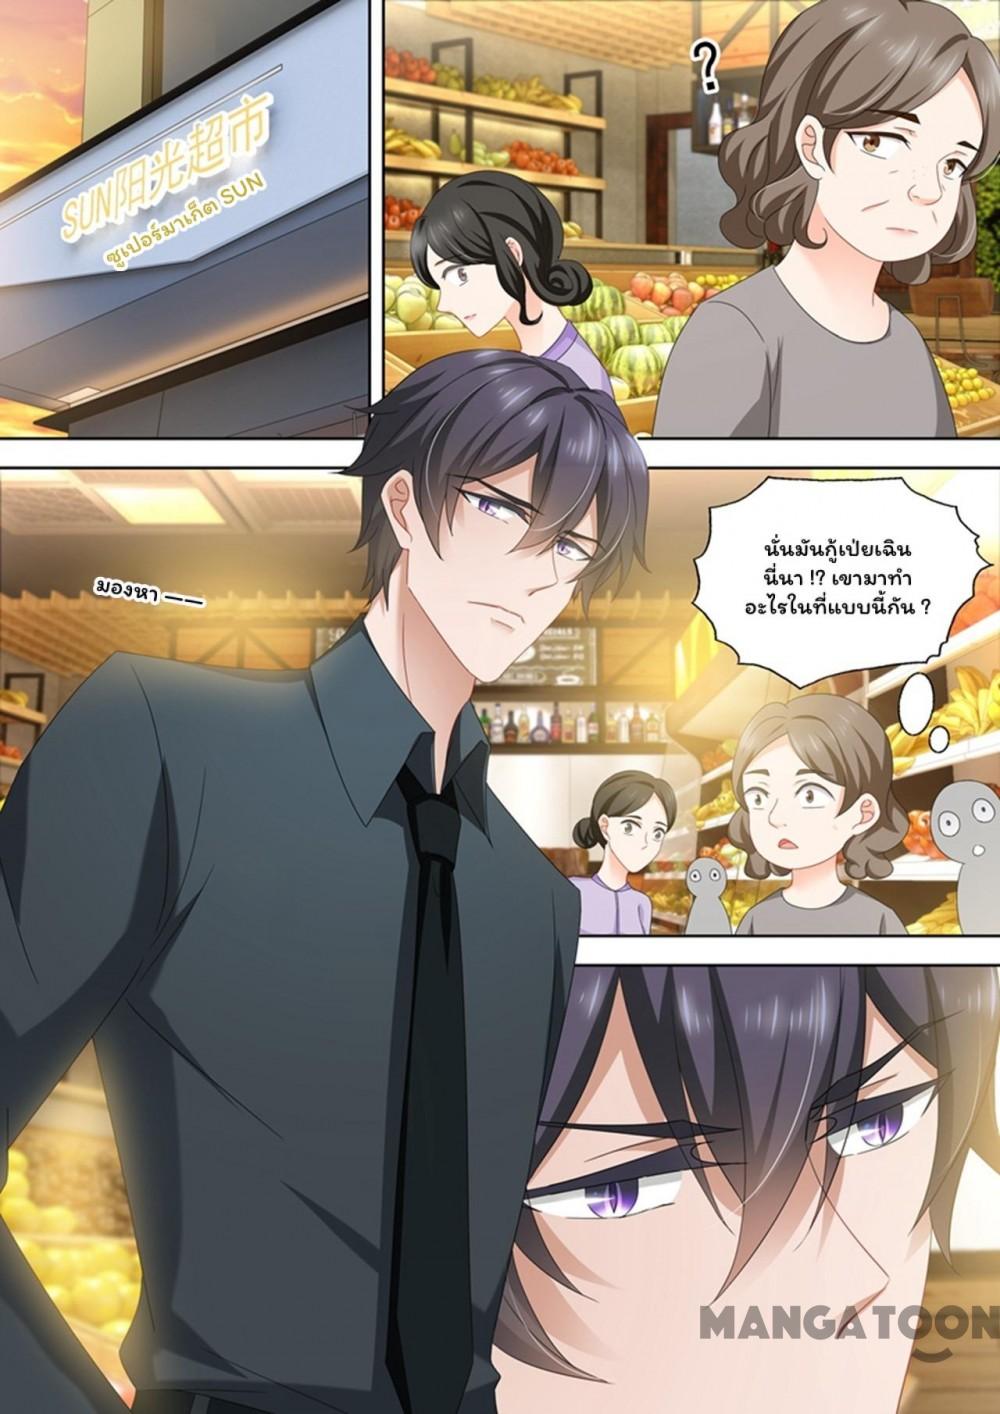 SUN阳光超市
ซูเปอร์มาเก็ต SUN
?
มองหา ——
นั่นมันกู้เป่ยเฉิน
นี่นา !? เขามาทำ
อะไรในที่แบบนี้กัน ?
MANGATOON